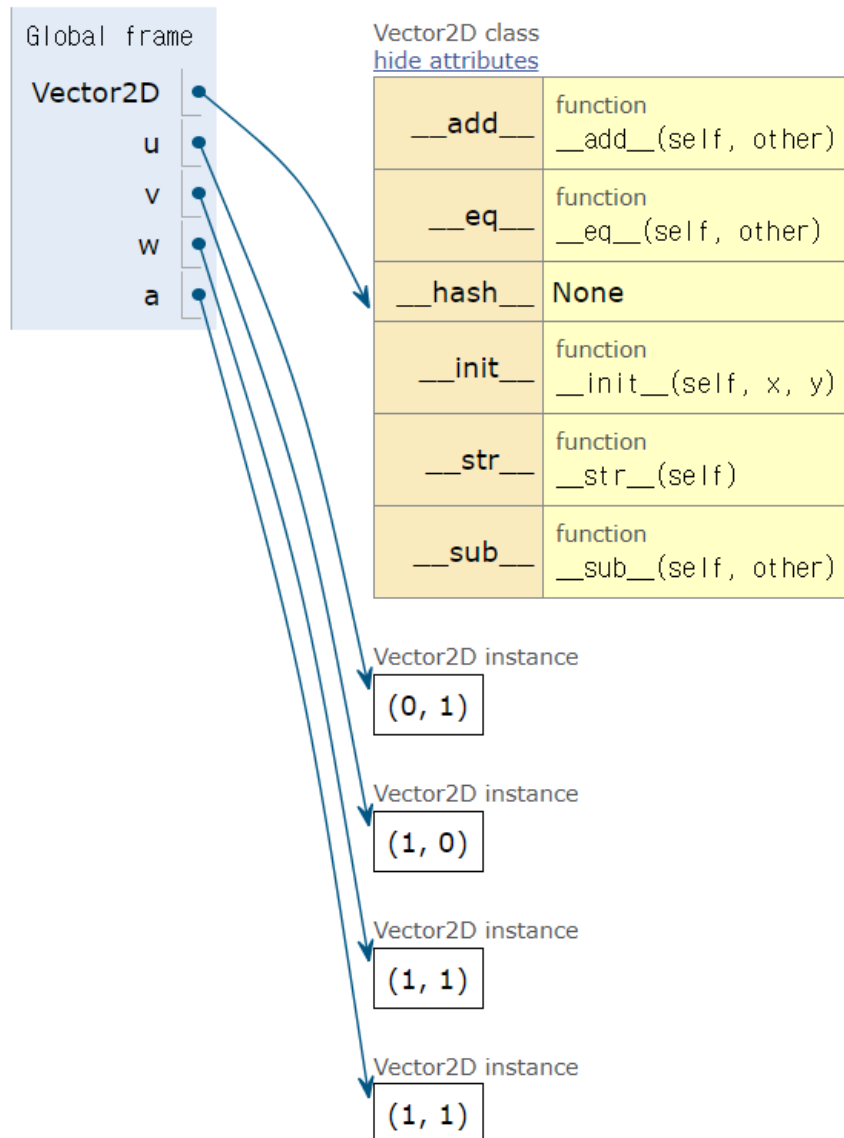 Global frame
Vector2D
u
v
w
a
Vector2D class
hide attributes
__add__ function
__add__(self, other)
__eq__ function
__eq__(self, other)
__hash__ None
__init__ function
__init__(self, x, y)
__str__ function
__str__(self)
__sub__ function
__sub__(self, other)
Vector2D instance
(0, 1)
Vector2D instance
(1, 0)
Vector2D instance
(1, 1)
Vector2D instance
(1, 1)